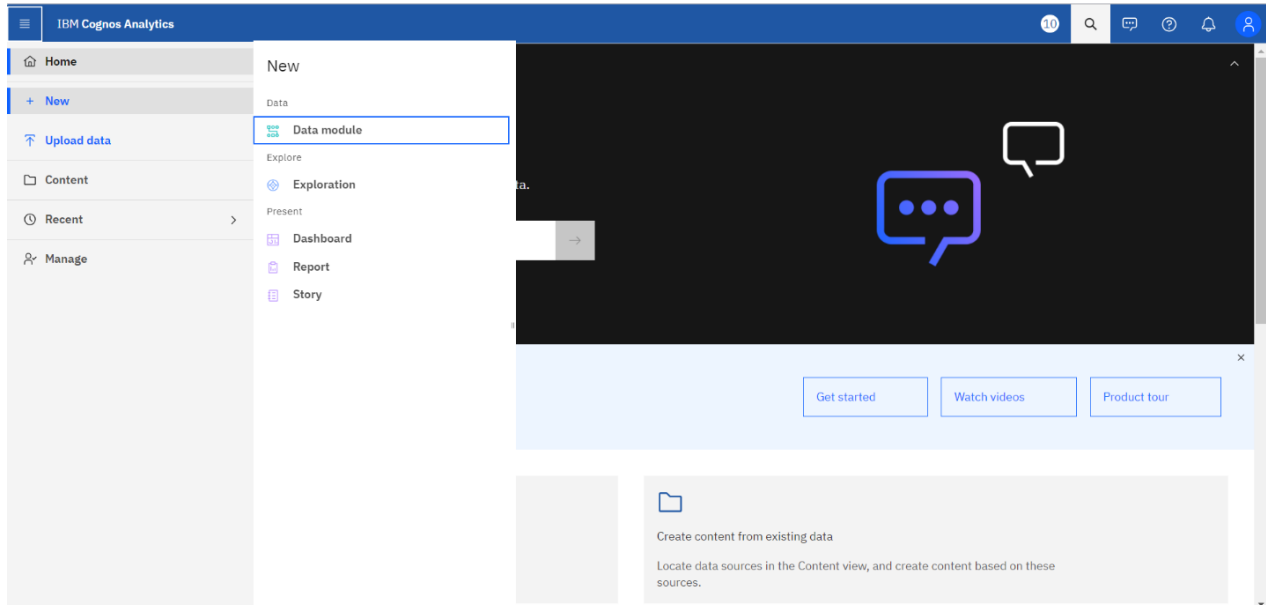 IBM Cognos Analytics
10
Home
New
Upload data
Content
Recent
Manage
New
Data
Data module
Explore
Exploration
Present
Dashboard
Report
Story
ta.
Get started
Watch videos
Product tour
Create content from existing data
Locate data sources in the Content view, and create content based on these
sources.